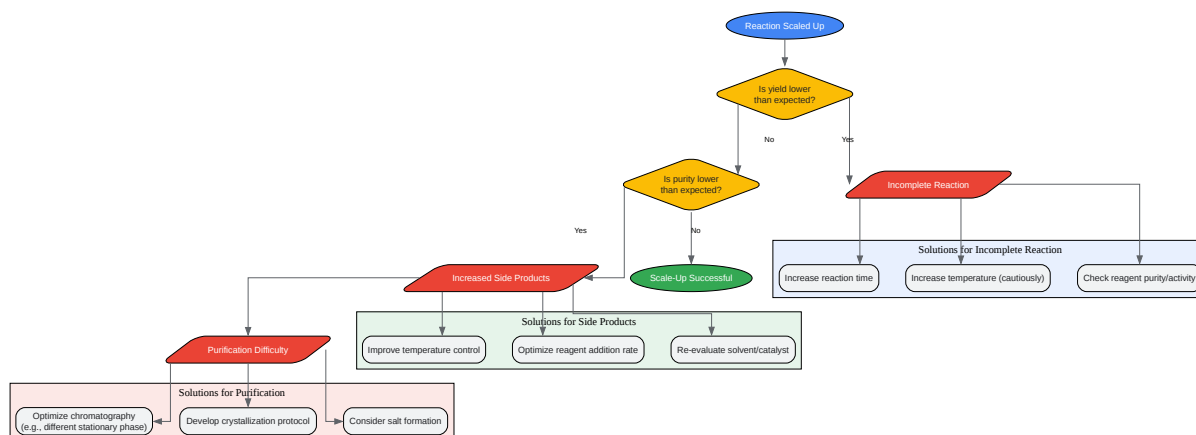 Reaction Scaled Up
Is yield lower
than expected?
No
Yes
Is purity lower
than expected?
Incomplete Reaction
Yes
No
Solutions for Incomplete Reaction
Increased Side Products
Scale-Up Successful
Increase reaction time
Increase temperature (cautiously)
Check reagent purity/activity
Solutions for Side Products
Purification Difficulty
Improve temperature control
Optimize reagent addition rate
Re-evaluate solvent/catalyst
Solutions for Purification
Optimize chromatography
(e.g., different stationary phase)
Develop crystallization protocol
Consider salt formation